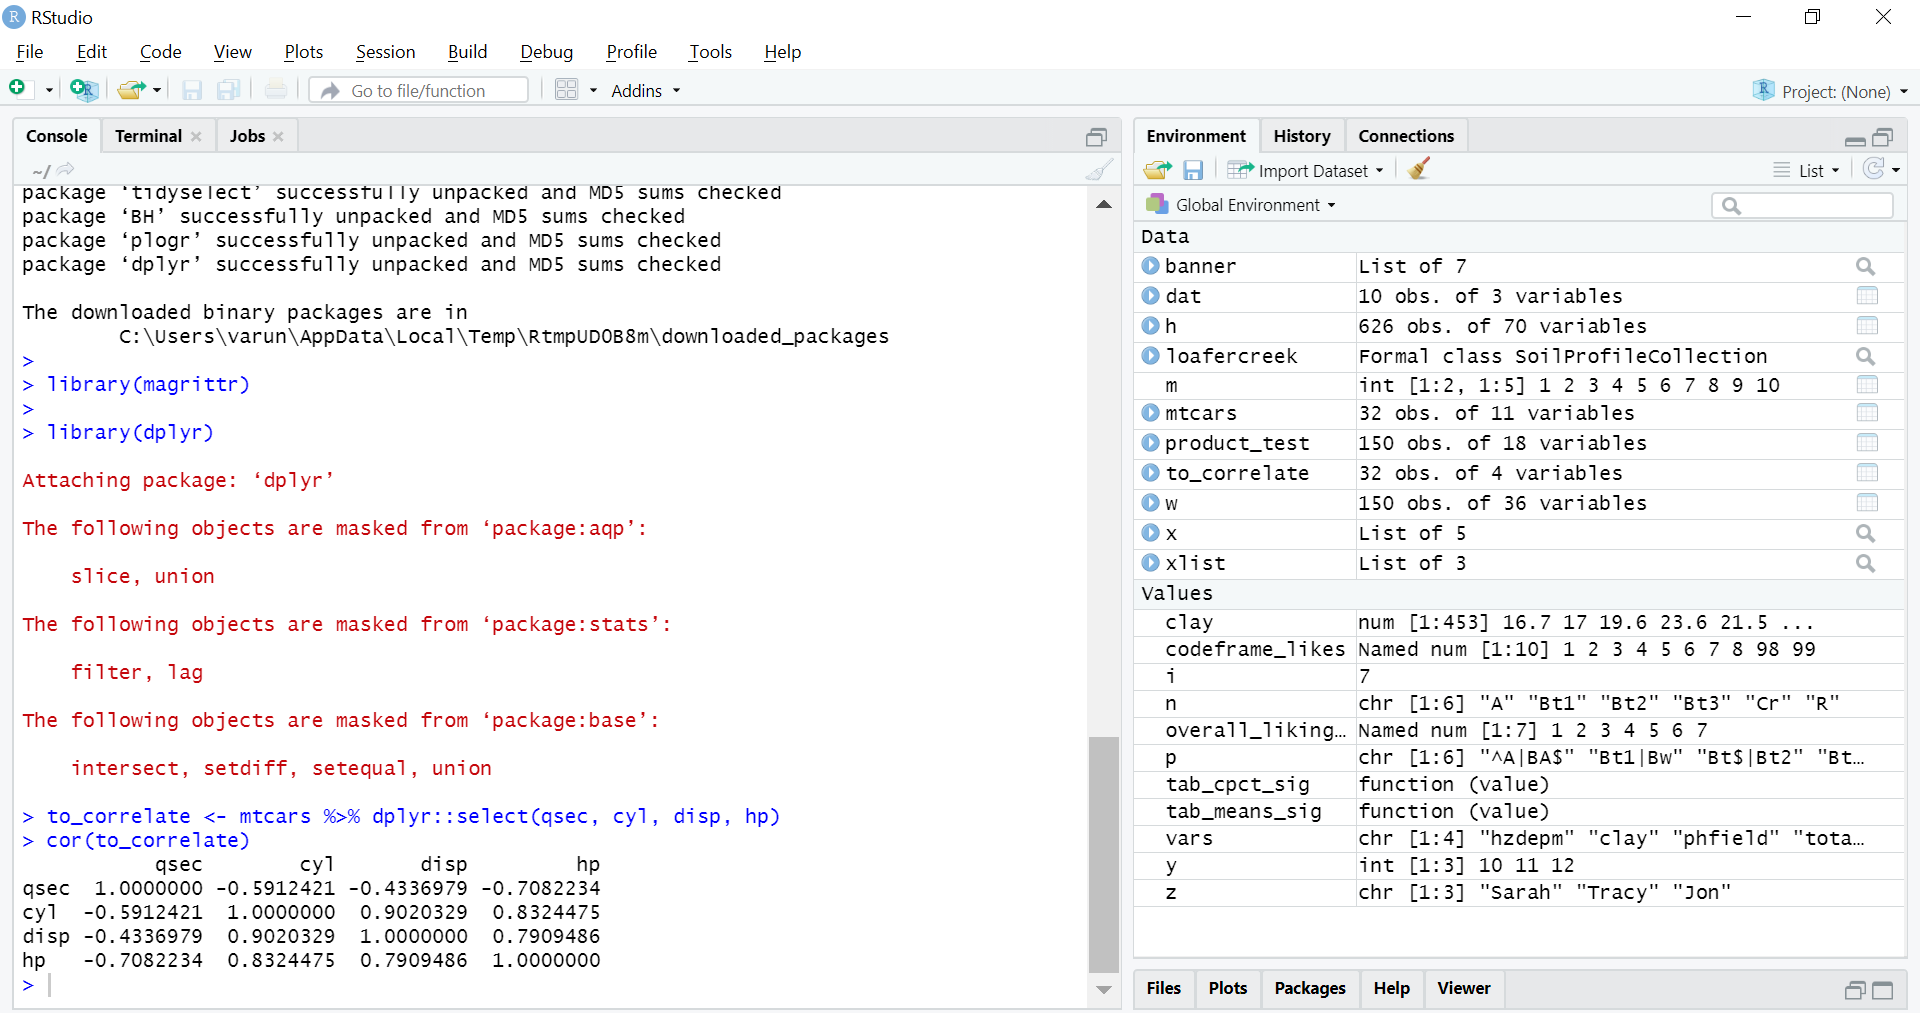 RStudio
File Edit Code View Plots Session Build Debug Profile Tools Help
Go to file/function Addins Project: (None)
Console Terminal Jobs
~/
package ‘tidyselect’ successfully unpacked and MD5 sums checked
package ‘BH’ successfully unpacked and MD5 sums checked
package ‘plogr’ successfully unpacked and MD5 sums checked
package ‘dplyr’ successfully unpacked and MD5 sums checked
The downloaded binary packages are in
C:\Users\varun\AppData\Local\Temp\RtmpUDOB8m\downloaded_packages
>
> library(magrittr)
>
> library(dplyr)
Attaching package: ‘dplyr’
The following objects are masked from ‘package:aqp’:
slice, union
The following objects are masked from ‘package:stats’:
filter, lag
The following objects are masked from ‘package:base’:
intersect, setdiff, setequal, union
> to_correlate <- mtcars %>% dplyr::select(qsec, cyl, disp, hp)
> cor(to_correlate)
qsec cyl disp hp
qsec 1.0000000 -0.5912421 -0.4336979 -0.7082234
cyl -0.5912421 1.0000000 0.9020329 0.8324475
disp -0.4336979 0.9020329 1.0000000 0.7909486
hp -0.7082234 0.8324475 0.7909486 1.0000000
>
Environment History Connections
Import Dataset List
Global Environment
Data
banner List of 7
dat 10 obs. of 3 variables
h 626 obs. of 70 variables
loafercreek Formal class SoilProfileCollection
m int [1:2, 1:5] 1 2 3 4 5 6 7 8 9 10
mtcars 32 obs. of 11 variables
product_test 150 obs. of 18 variables
to_correlate 32 obs. of 4 variables
w 150 obs. of 36 variables
x List of 5
xlist List of 3
Values
clay num [1:453] 16.7 17 19.6 23.6 21.5 ...
codeframe_likes Named num [1:10] 1 2 3 4 5 6 7 8 98 99
i 7
n chr [1:6] "A" "Bt1" "Bt2" "Bt3" "Cr" "R"
overall_liking… Named num [1:7] 1 2 3 4 5 6 7
p chr [1:6] "^A|BA$" "Bt1|Bw" "Bt$|Bt2" "Bt…
tab_cpct_sig function (value)
tab_means_sig function (value)
vars chr [1:4] "hzdepm" "clay" "phfield" "tota…
y int [1:3] 10 11 12
z chr [1:3] "Sarah" "Tracy" "Jon"
Files Plots Packages Help Viewer